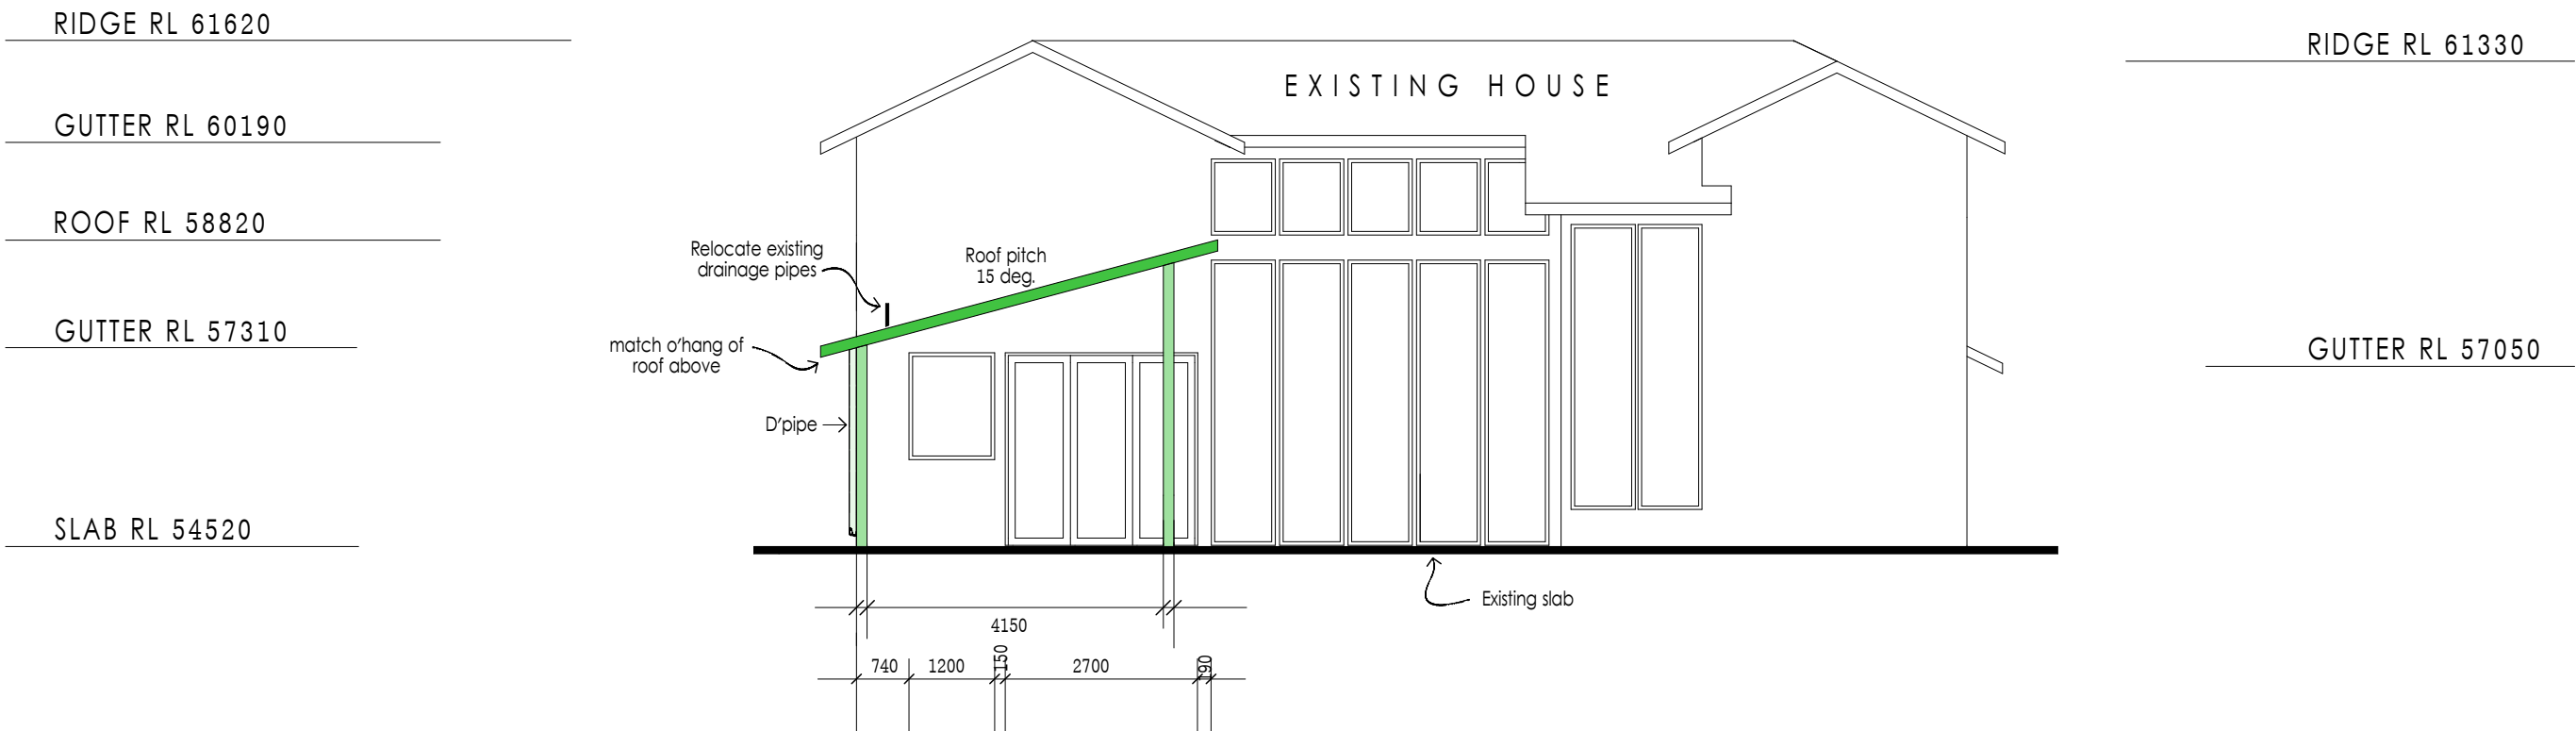 RIDGE RL 61620
RIDGE RL 61330
EXISTING HOUSE
GUTTER RL 60190
ROOF RL 58820
Relocate existing
drainage pipes
Roof pitch
15 deg.
GUTTER RL 57310
match o'hang of
roof above
GUTTER RL 57050
D'pipe
SLAB RL 54520
Existing slab
4150
740
1200
150
2700
190